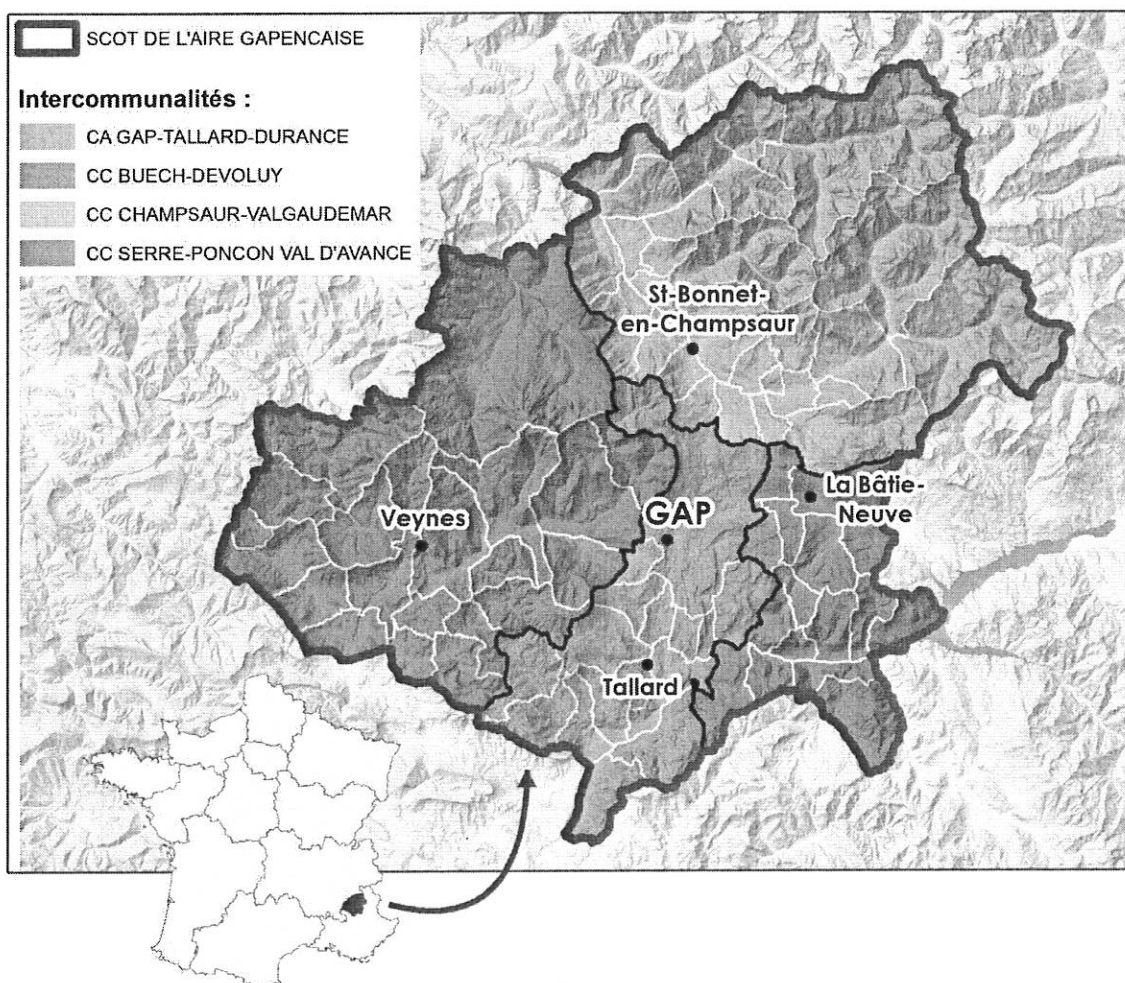 SCOT DE L'AIRE GAPENCAISE
Intercommunalités :
CA GAP-TALLARD-DURANCE
CC BUECH-DEVOLUY
CC CHAMPSAUR-VALGAUDEMAR
CC SERRE-PONCON VAL D'AVANCE
St-Bonnet-
en-Champsaur
La Bâtie-
Neuve
GAP
Veynes
Tallard